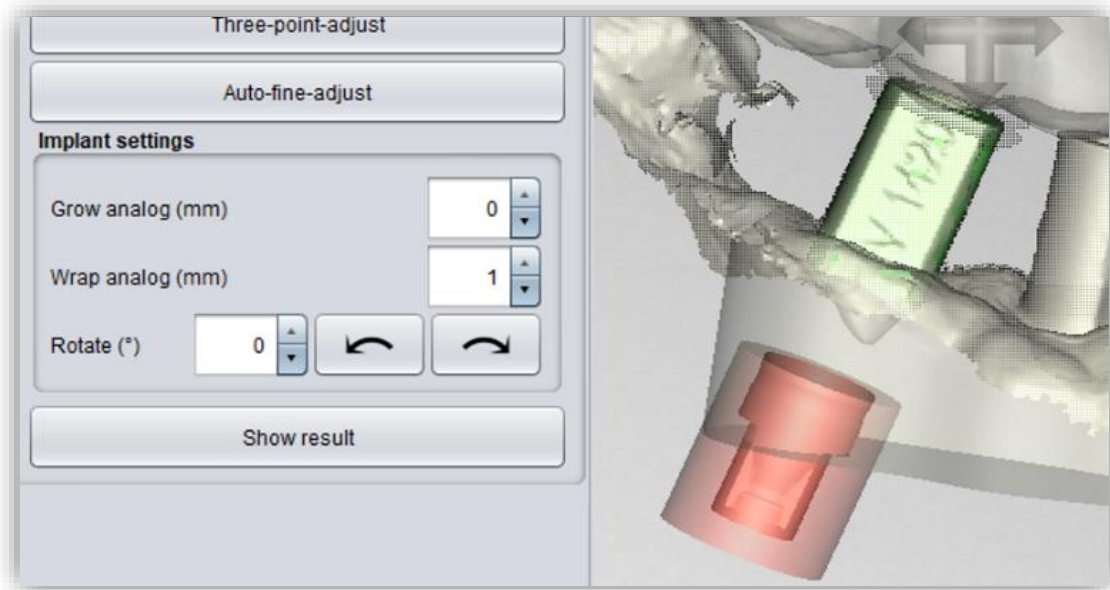 Three-point-adjust
Auto-fine-adjust
Implant settings
Grow analog (mm) 0
Wrap analog (mm) 1
Rotate (°) 0
Show result
V 1420